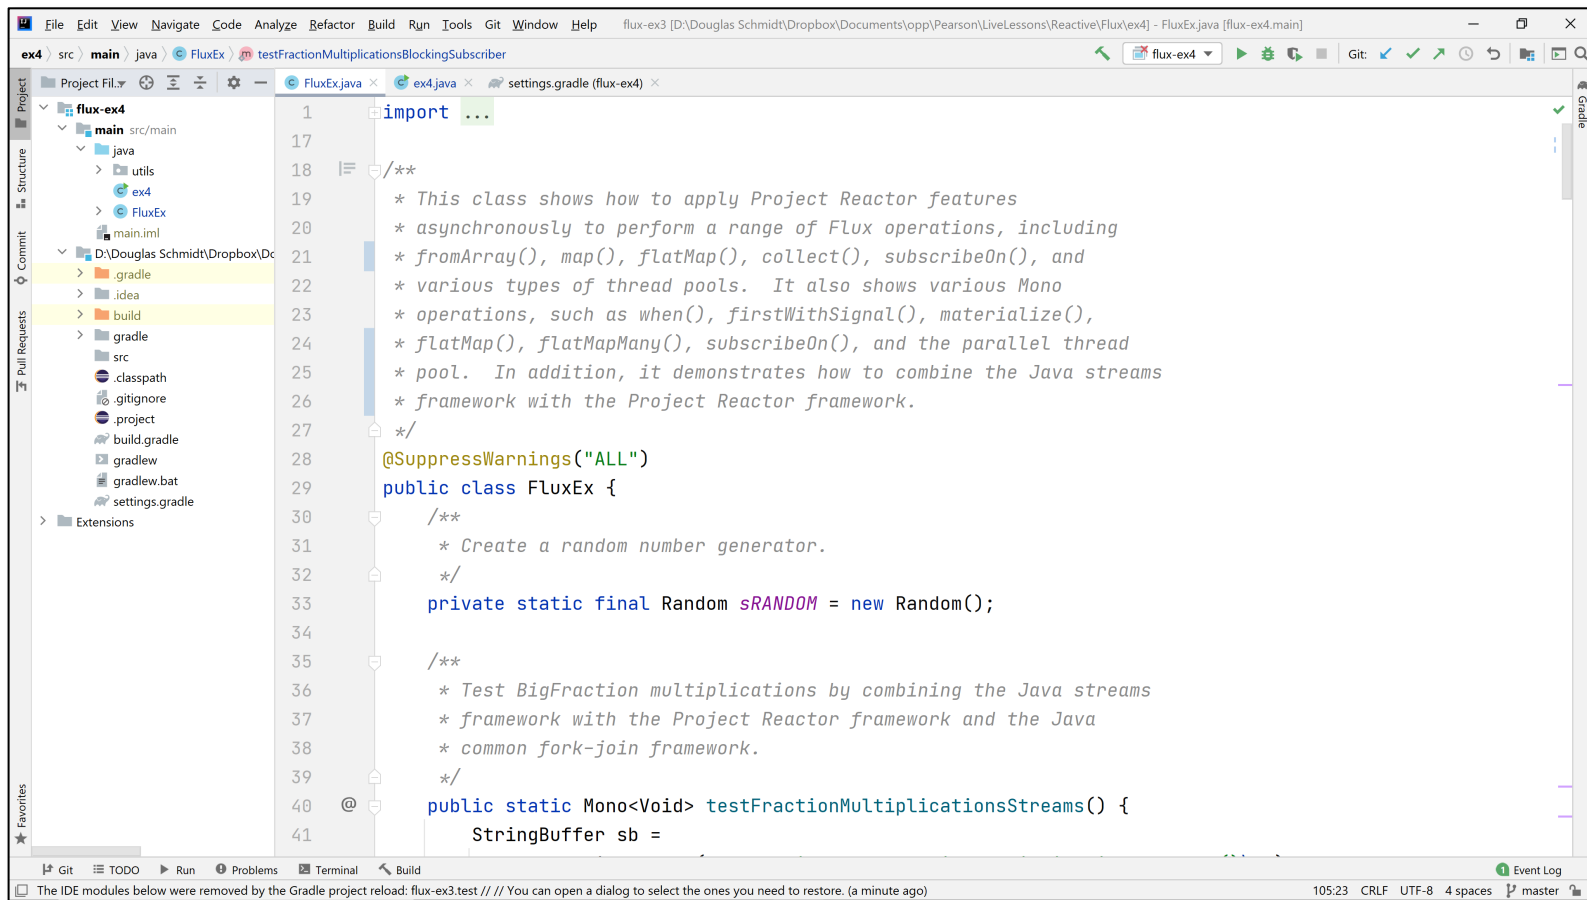 File Edit View Navigate Code Analyze Refactor Build Run Tools Git Window Help flux-ex3 [D:\Douglas Schmidt\Dropbox\Documents\opp\Pearson\LiveLessons\Reactive\Flux\ex4] - FluxEx.java [flux-ex4.main]
ex4 src main java FluxEx testFractionMultiplicationsBlockingSubscriber flux-ex4 Git:
Project Fil.. FluxEx.java ex4.java settings.gradle (flux-ex4)
Project
Structure
Commit
Pull Requests
Favorites
flux-ex4
main src/main
java
utils
ex4
FluxEx
main.iml
D:\Douglas Schmidt\Dropbox\Do
.gradle
.idea
build
gradle
src
.classpath
.gitignore
.project
build.gradle
gradlew
gradlew.bat
settings.gradle
Extensions
1 import ...
17
18 /**
19 * This class shows how to apply Project Reactor features
20 * asynchronously to perform a range of Flux operations, including
21 * fromArray(), map(), flatMap(), collect(), subscribeOn(), and
22 * various types of thread pools.  It also shows various Mono
23 * operations, such as when(), firstWithSignal(), materialize(),
24 * flatMap(), flatMapMany(), subscribeOn(), and the parallel thread
25 * pool.  In addition, it demonstrates how to combine the Java streams
26 * framework with the Project Reactor framework.
27 */
28 @SuppressWarnings("ALL")
29 public class FluxEx {
30 /**
31 * Create a random number generator.
32 */
33 private static final Random sRANDOM = new Random();
34
35 /**
36 * Test BigFraction multiplications by combining the Java streams
37 * framework with the Project Reactor framework and the Java
38 * common fork-join framework.
39 */
40 @ public static Mono<Void> testFractionMultiplicationsStreams() {
41 StringBuffer sb =
Gradle
Git TODO Run Problems Terminal Build 1 Event Log
The IDE modules below were removed by the Gradle project reload: flux-ex3.test // // You can open a dialog to select the ones you need to restore. (a minute ago) 105:23 CRLF UTF-8 4 spaces master